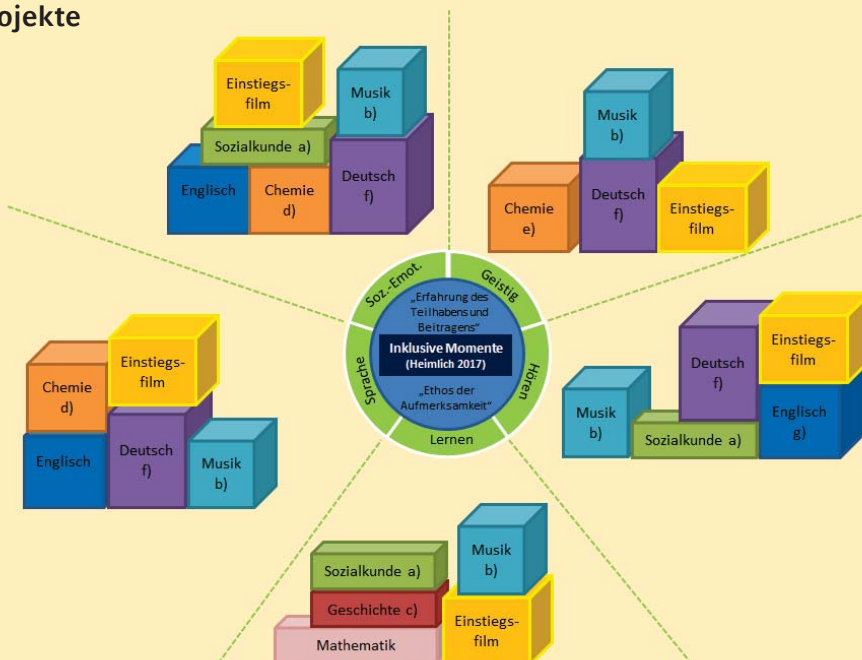 ojekte
Einstiegs-
film
Musik
b)
Sozialkunde a)
Englisch
Chemie
d)
Deutsch
f)
Musik
b)
Chemie
e)
Deutsch
f)
Einstiegs-
film
Soz.-Emot.
Geistig
Hören
Lernen
Sprache
„Erfahrung des
Teilhabens und
Beitragens“
Inklusive Momente
(Heimlich 2017)
„Ethos der
Aufmerksamkeit“
Chemie
d)
Einstiegs-
film
Englisch
Deutsch
f)
Musik
b)
Deutsch
f)
Einstiegs-
film
Musik
b)
Sozialkunde a)
Englisch
g)
Sozialkunde a)
Musik
b)
Geschichte c)
Mathematik
Einstiegs-
film